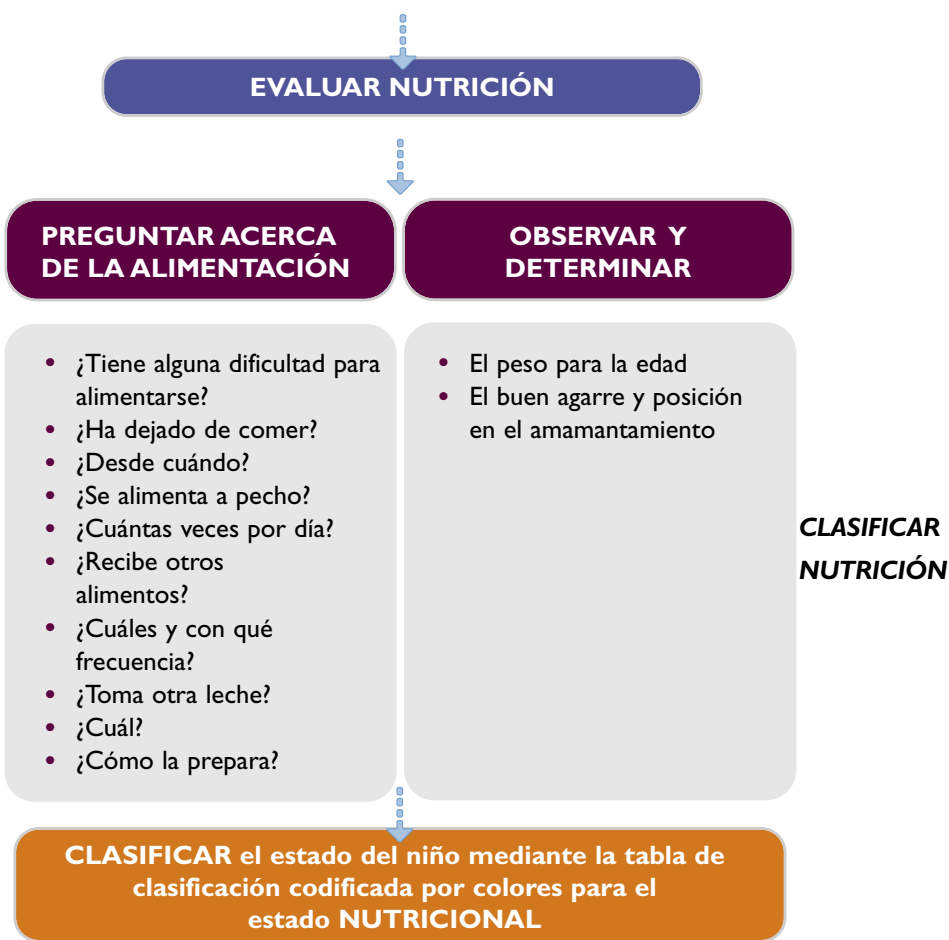 EVALUAR NUTRICIÓN
PREGUNTAR ACERCA
DE LA ALIMENTACIÓN
OBSERVAR Y
DETERMINAR
• ¿Tiene alguna dificultad para
alimentarse?
• ¿Ha dejado de comer?
• ¿Desde cuándo?
• ¿Se alimenta a pecho?
• ¿Cuántas veces por día?
• ¿Recibe otros
alimentos?
• ¿Cuáles y con qué
frecuencia?
• ¿Toma otra leche?
• ¿Cuál?
• ¿Cómo la prepara?
• El peso para la edad
• El buen agarre y posición
en el amamantamiento
CLASIFICAR
NUTRICIÓN
CLASIFICAR el estado del niño mediante la tabla de
clasificación codificada por colores para el
estado NUTRICIONAL